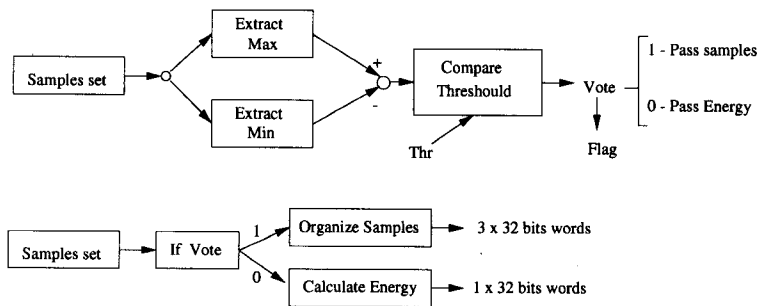 Extract
Max
Samples set
Extract
Min
+
-
Compare
Threshould
Thr
Vote
Flag
1 - Pass samples
0 - Pass Energy
Samples set
If Vote
1
0
Organize Samples
3 x 32 bits words
Calculate Energy
1 x 32 bits words